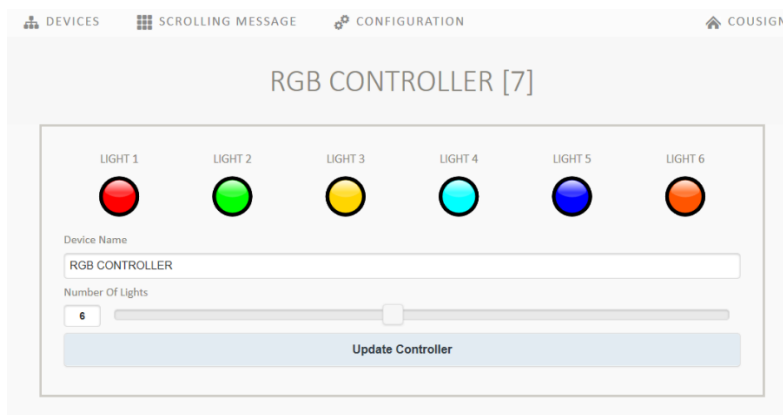 DEVICES SCROLLING MESSAGE CONFIGURATION COUSIGN
RGB CONTROLLER [7]
LIGHT 1 LIGHT 2 LIGHT 3 LIGHT 4 LIGHT 5 LIGHT 6
Device Name
RGB CONTROLLER
Number Of Lights
6
Update Controller